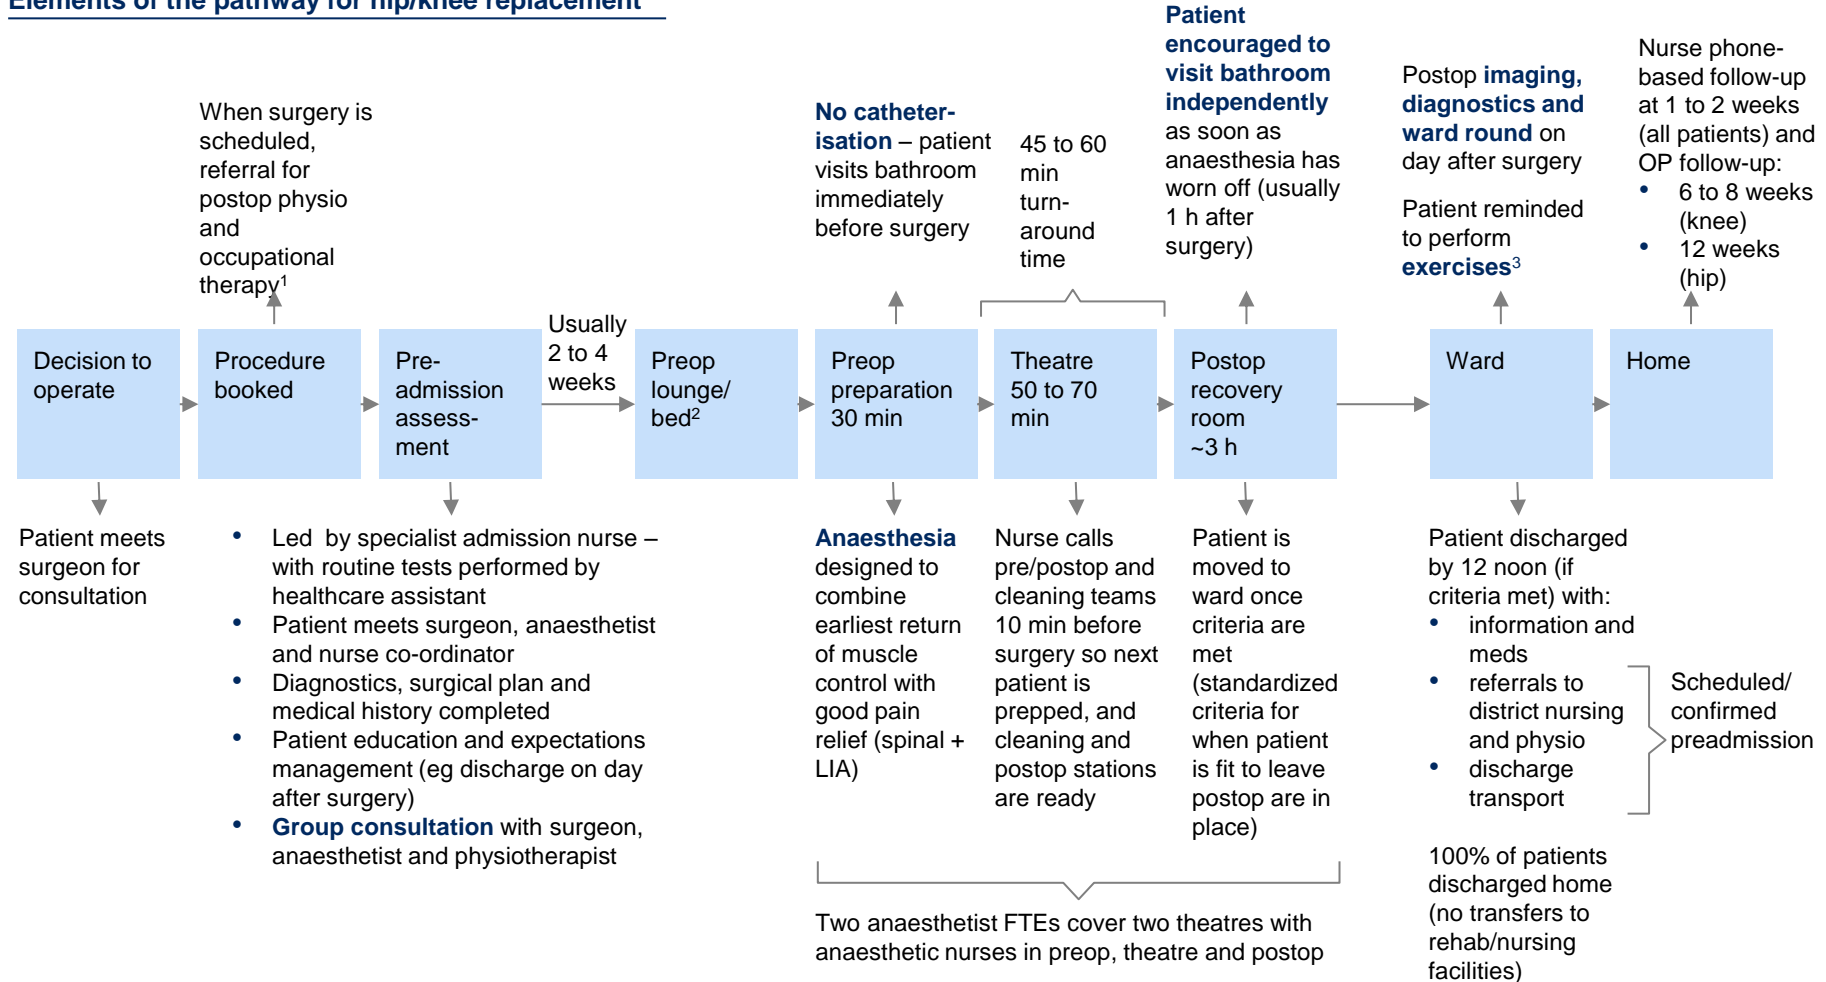 Elements of the pathway for hip/knee replacement
When surgery is
scheduled,
referral for
postop physio
and
occupational
therapy1
No catheter-
isation – patient
visits bathroom
immediately
before surgery
45 to 60
min
turn-
around
time
Patient
encouraged to
visit bathroom
independently
as soon as
anaesthesia has
worn off (usually
1 h after
surgery)
Postop imaging,
diagnostics and
ward round on
day after surgery
Patient reminded
to perform
exercises3
Nurse phone-
based follow-up
at 1 to 2 weeks
(all patients) and
OP follow-up:
• 6 to 8 weeks
(knee)
• 12 weeks
(hip)
Decision to
operate
Procedure
booked
Pre-
admission
assess-
ment
Usually
2 to 4
weeks
Preop
lounge/
bed2
Preop
preparation
30 min
Theatre
50 to 70
min
Postop
recovery
room
~3 h
Ward
Home
Patient meets
surgeon for
consultation
• Led by specialist admission nurse –
with routine tests performed by
healthcare assistant
• Patient meets surgeon, anaesthetist
and nurse co-ordinator
• Diagnostics, surgical plan and
medical history completed
• Patient education and expectations
management (eg discharge on day
after surgery)
• Group consultation with surgeon,
anaesthetist and physiotherapist
Anaesthesia
designed to
combine
earliest return
of muscle
control with
good pain
relief (spinal +
LIA)
Nurse calls
pre/postop and
cleaning teams
10 min before
surgery so next
patient is
prepped, and
cleaning and
postop stations
are ready
Patient is
moved to
ward once
criteria are
met
(standardized
criteria for
when patient
is fit to leave
postop are in
place)
Two anaesthetist FTEs cover two theatres with
anaesthetic nurses in preop, theatre and postop
Patient discharged
by 12 noon (if
criteria met) with:
• information and
meds
• referrals to
district nursing
and physio
• discharge
transport
Scheduled/
confirmed
preadmission
100% of patients
discharged home
(no transfers to
rehab/nursing
facilities)